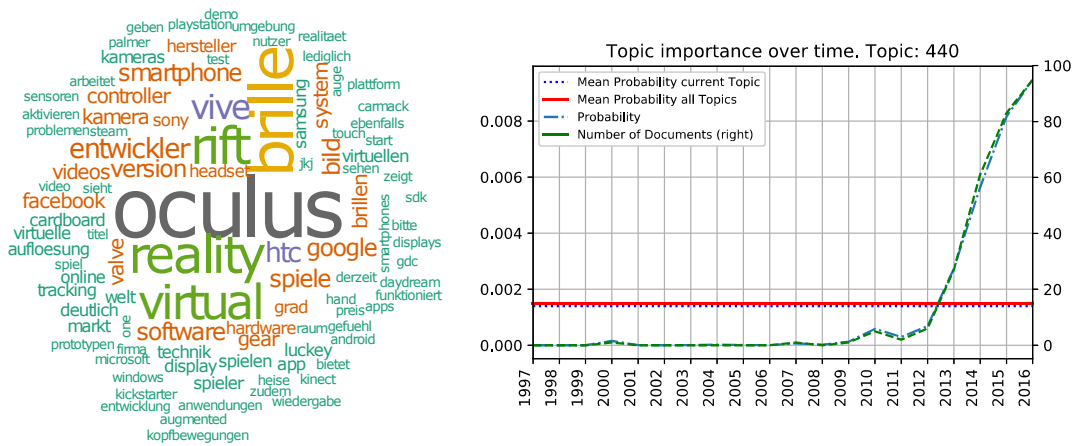 demo
geben playstation umgebung
palmer hersteller nutzer realitaet
kameras test lediglich
arbeitet smartphone brille auge plattform
sensoren controller vive samsung system carmack
aktivieren kamera sony ebenfalls
problemen steam rift touch start
entwickler jkj bild virtuellen
videos version headset sehen zeigt
video sieht brillen sdk
facebook oculus
cardboard bitte
virtuelle titel smartphones displays
aufloesung valve reality htc google gdc
spiel derzeit
online spiele daydream
tracking welt virtual hand funktioniert
deutlich one grad preis apps
markt software hardware raum gefuehl
prototypen gear android
firma technik luckey
microsoft display spielen app bietet
windows spieler heise kinect
kickstarter zudem
entwicklung anwendungen wiedergabe
augmented
kopfbewegungen
Topic importance over time. Topic: 440
Mean Probability current Topic
Mean Probability all Topics
Probability
Number of Documents (right)
0.008
0.006
0.004
0.002
0.000
100
80
60
40
20
0
1997 1998 1999 2000 2001 2002 2003 2004 2005 2006 2007 2008 2009 2010 2011 2012 2013 2014 2015 2016